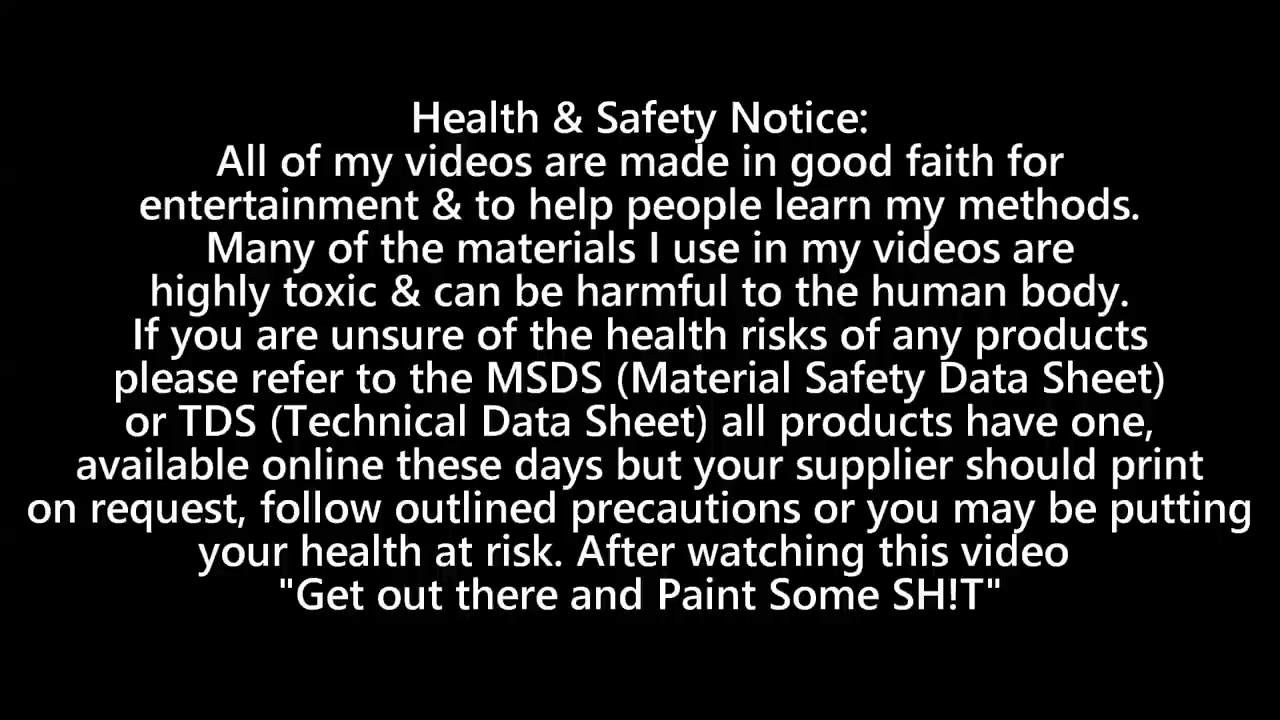 Health & Safety Notice:
All of my videos are made in good faith for
entertainment & to help people learn my methods.
Many of the materials I use in my videos are
highly toxic & can be harmful to the human body.
If you are unsure of the health risks of any products
please refer to the MSDS (Material Safety Data Sheet)
or TDS (Technical Data Sheet) all products have one,
available online these days but your supplier should print
on request, follow outlined precautions or you may be putting
your health at risk. After watching this video
"Get out there and Paint Some SH!T"